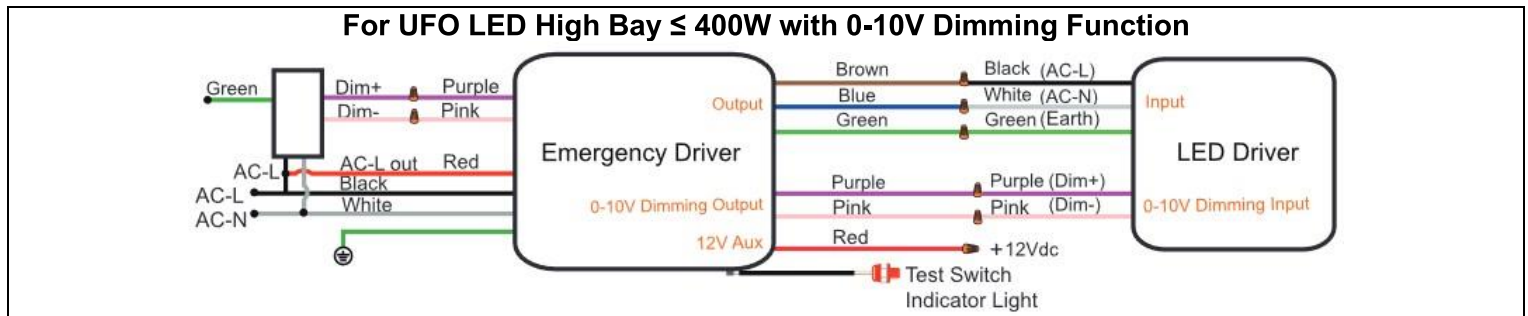 For UFO LED High Bay ≤ 400W with 0-10V Dimming Function
Green
Dim+
Purple
Dim-
Pink
AC-L
AC-L out
Red
AC-L
Black
AC-N
White
Emergency Driver
Output
0-10V Dimming Output
12V Aux
Brown
Black (AC-L)
Blue
White (AC-N)
Green
Green (Earth)
Purple
Purple (Dim+)
Pink
Pink (Dim-)
Red
+12Vdc
Test Switch
Indicator Light
Input
LED Driver
0-10V Dimming Input